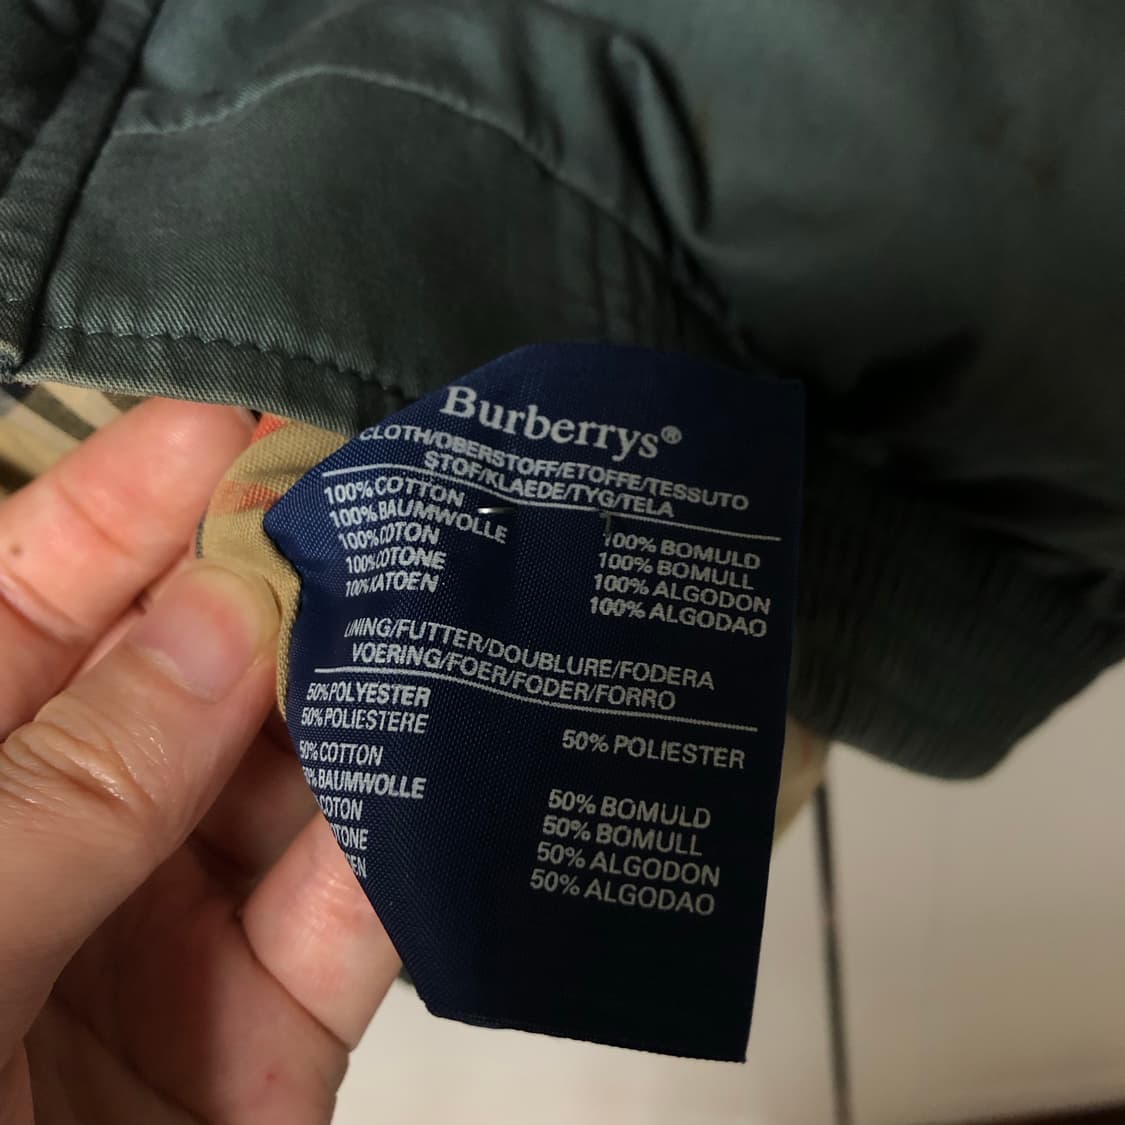 Burberrys®
CLOTH/OBERSTOFF/ETOFFE/TESSUTO
STOF/KLAEDE/TYG/TELA
100% COTTON
100% BAUMWOLLE
100% COTON
100% COTONE
100% KATOEN
100% BOMULD
100% BOMULL
100% ALGODON
100% ALGODAO
LINING/FUTTER/DOUBLURE/FODERA
VOERING/FOER/FODER/FORRO
50% POLYESTER
50% POLIESTERE
50% POLIESTER
50% COTTON
BAUMWOLLE
COTON
50% BOMULD
50% BOMULL
50% ALGODON
50% ALGODAO